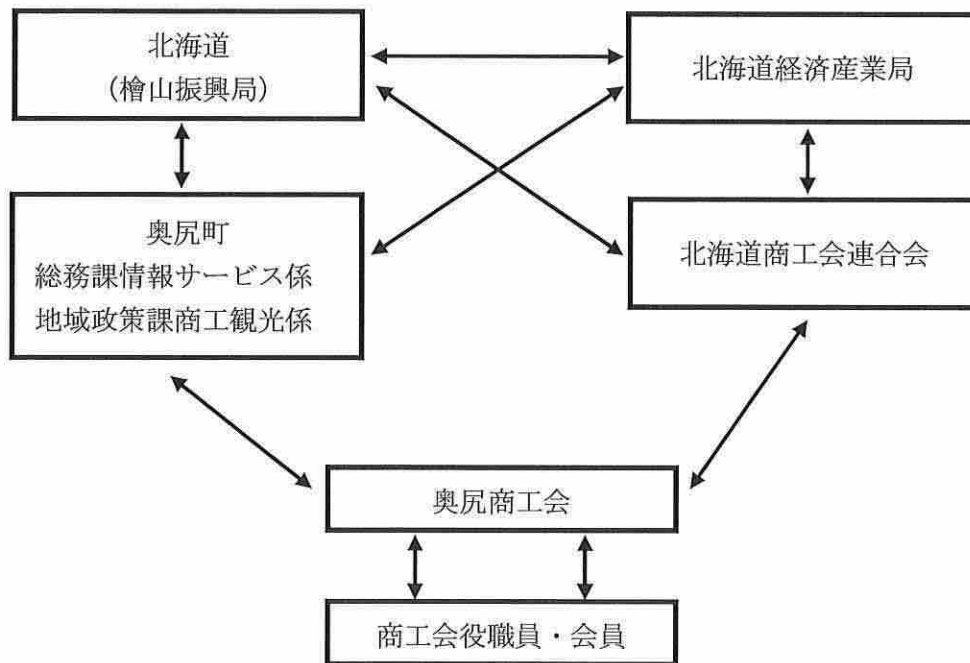 北海道
(檜山振興局)
北海道経済産業局
奥尻町
総務課情報サービス係
地域政策課商工観光係
北海道商工会連合会
奥尻商工会
商工会役職員・会員